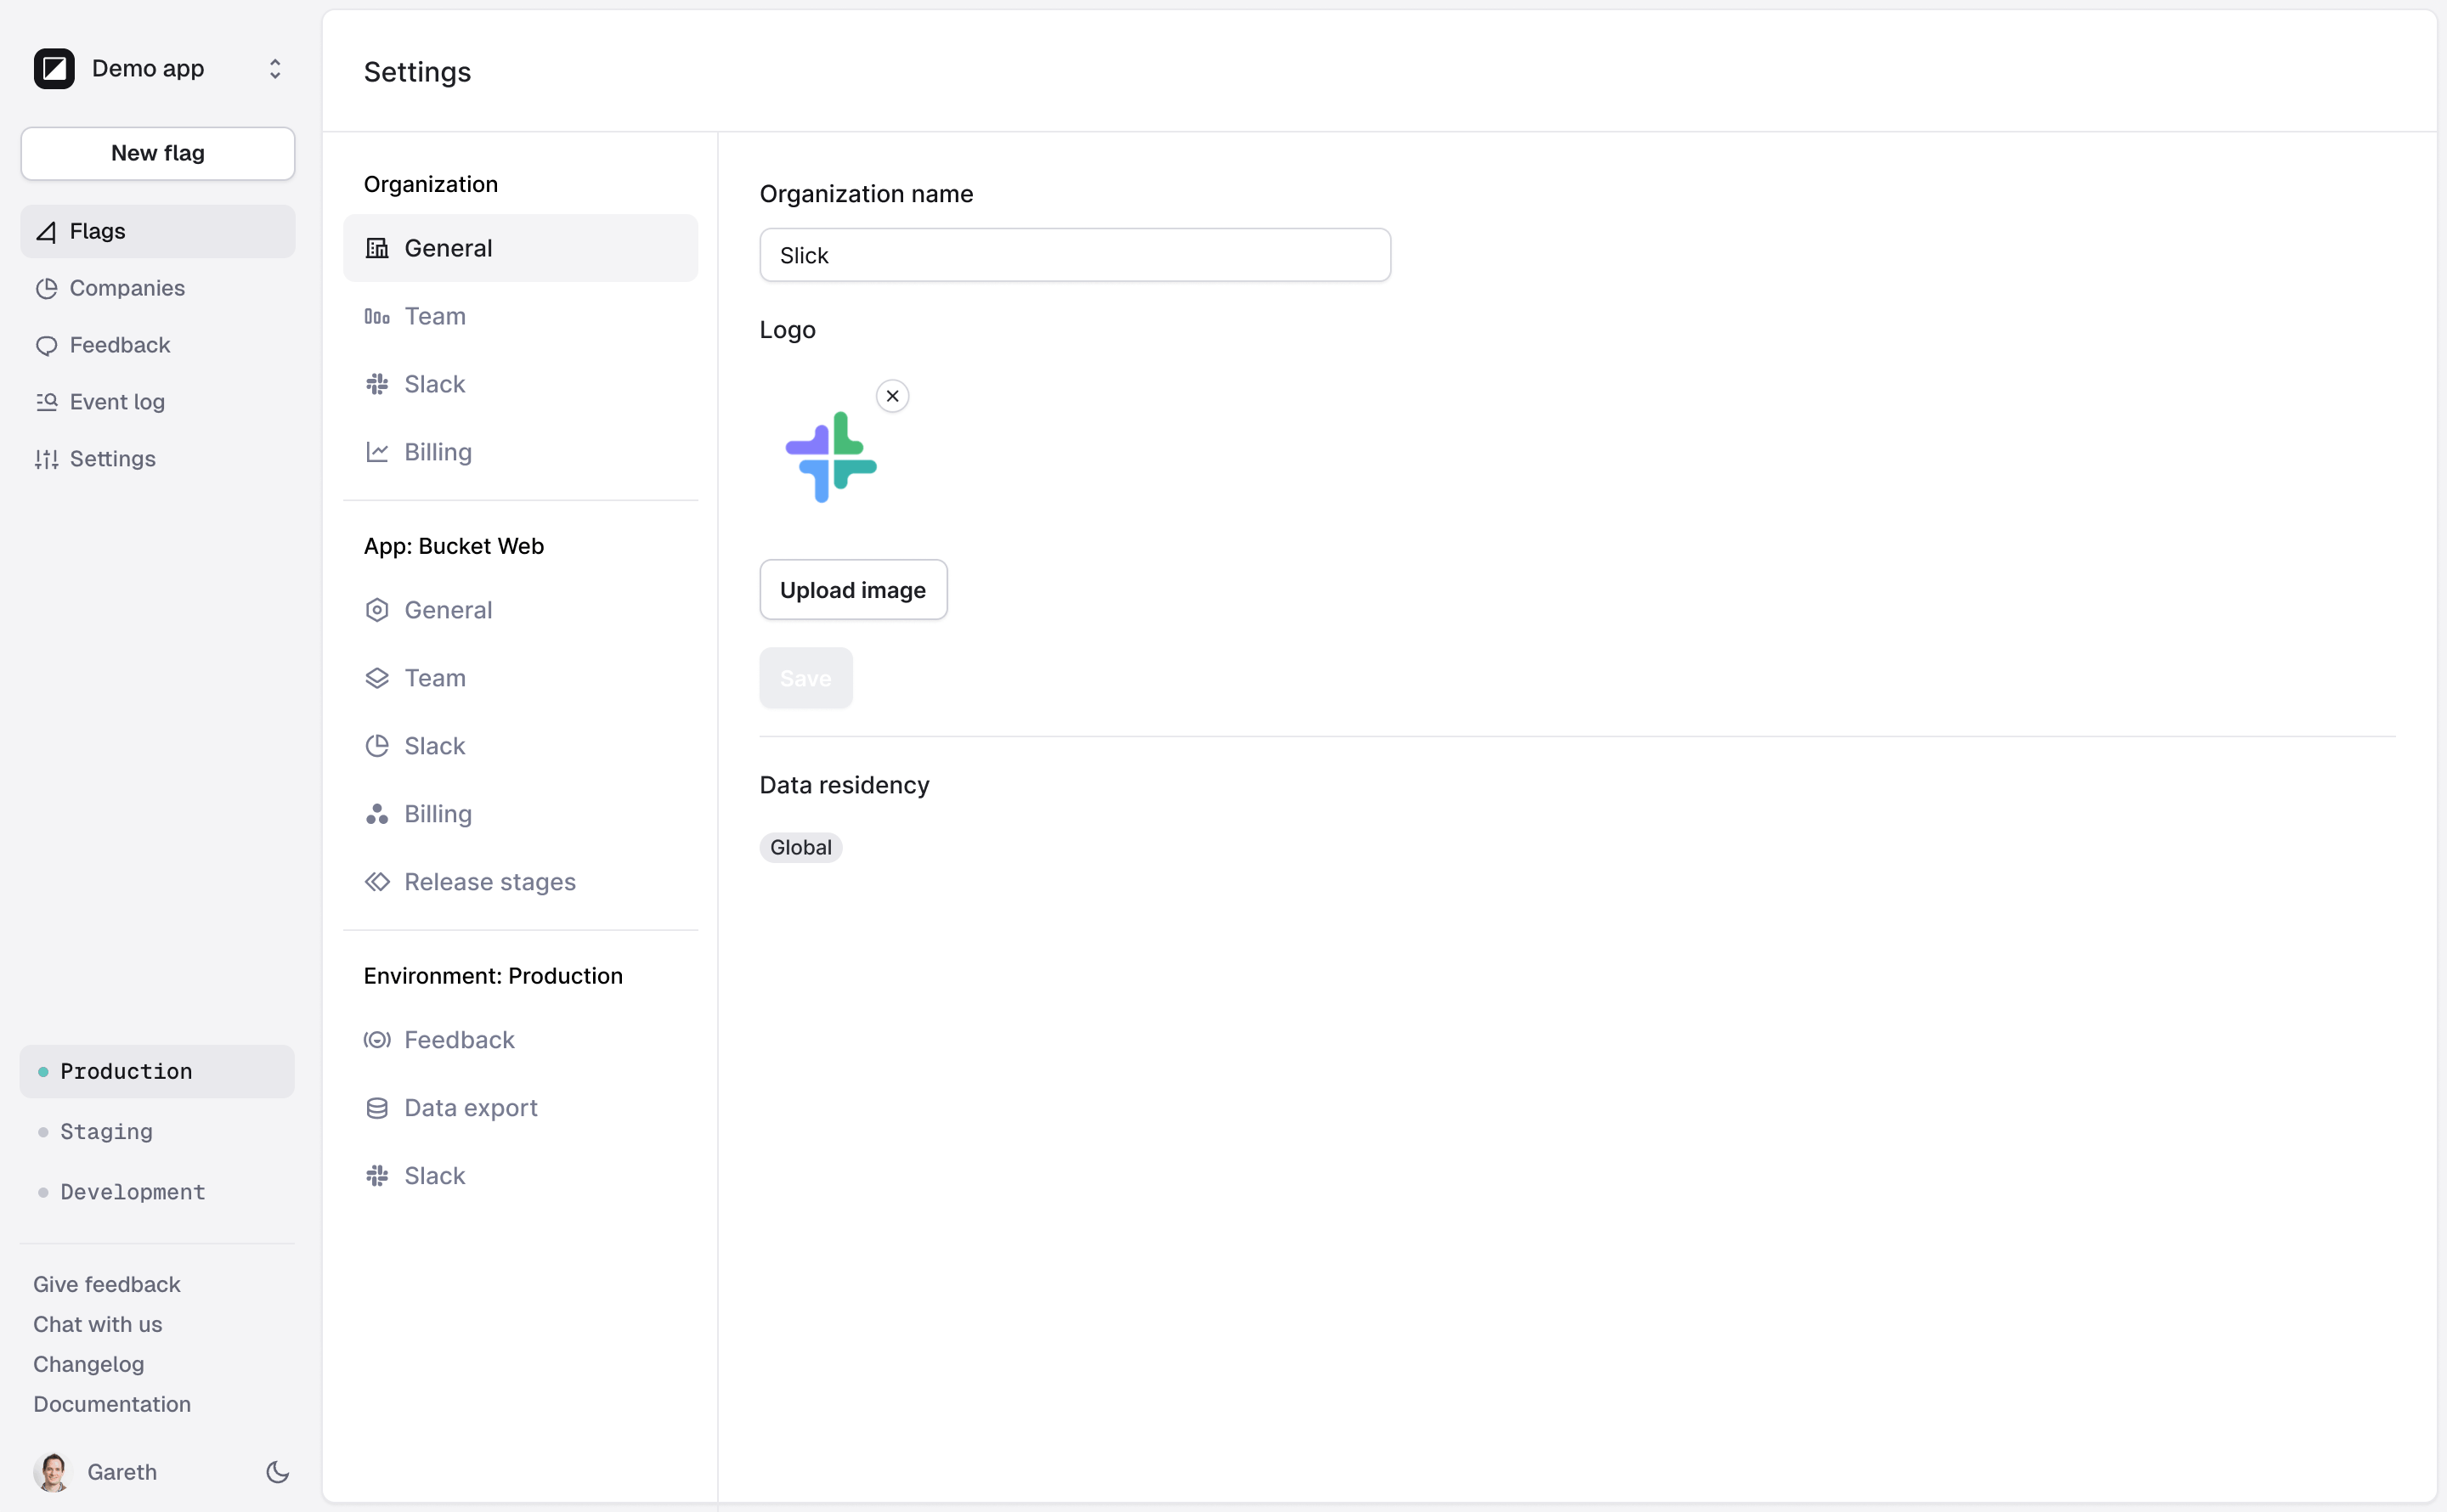 Demo app
New flag
Flags
Companies
Feedback
Event log
Settings
Production
Staging
Development
Give feedback
Chat with us
Changelog
Documentation
Gareth
Settings
Organization
General
Team
Slack
Billing
App: Bucket Web
General
Team
Slack
Billing
Release stages
Environment: Production
Feedback
Data export
Slack
Organization name
Slick
Logo
Upload image
Save
Data residency
Global